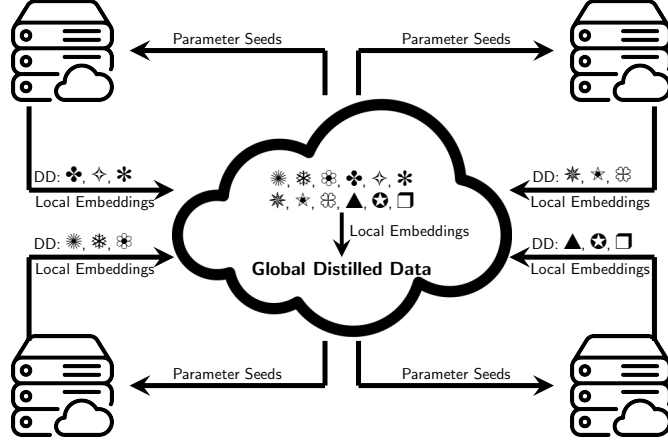 Parameter Seeds
Parameter Seeds
DD: ✤, ✧, ✻
Local Embeddings
DD: ✵, ✭, ꕤ
Local Embeddings
✺, ❄, ❀, ✤, ✧, ✻
✵, ✭, ꕤ, ▲, ✪, ❒
Local Embeddings
Global Distilled Data
DD: ✺, ❄, ❀
Local Embeddings
DD: ▲, ✪, ❒
Local Embeddings
Parameter Seeds
Parameter Seeds